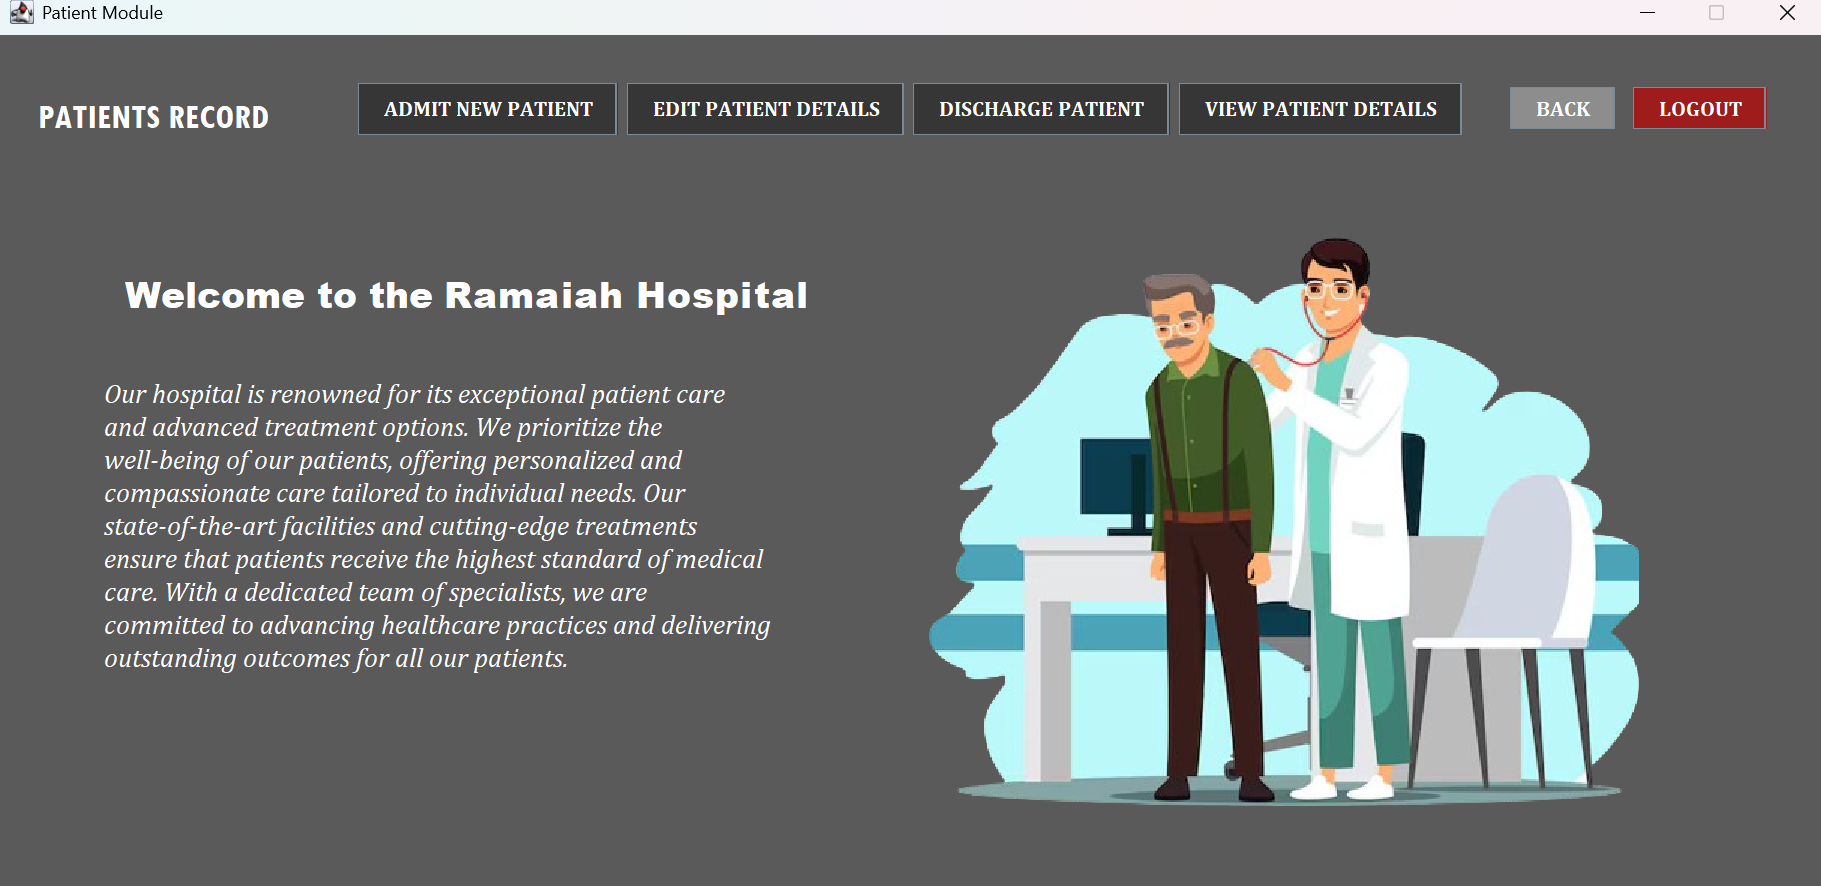 Patient Module
PATIENTS RECORD
ADMIT NEW PATIENT
EDIT PATIENT DETAILS
DISCHARGE PATIENT
VIEW PATIENT DETAILS
BACK
LOGOUT
Welcome to the Ramaiah Hospital
Our hospital is renowned for its exceptional patient care
and advanced treatment options. We prioritize the
well-being of our patients, offering personalized and
compassionate care tailored to individual needs. Our
state-of-the-art facilities and cutting-edge treatments
ensure that patients receive the highest standard of medical
care. With a dedicated team of specialists, we are
committed to advancing healthcare practices and delivering
outstanding outcomes for all our patients.